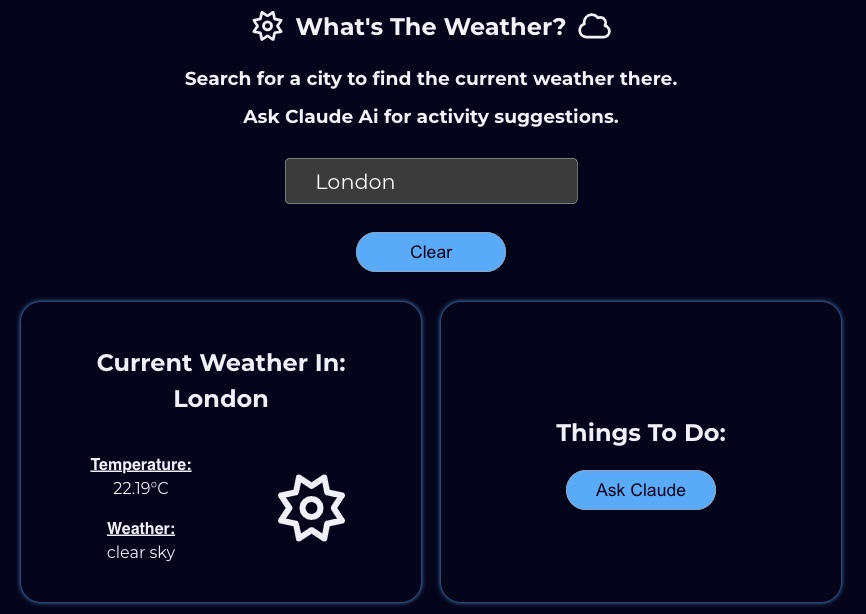 What's The Weather?
Search for a city to find the current weather there.
Ask Claude Ai for activity suggestions.
London
Clear
Current Weather In:
London
Temperature:
22.19°C
Weather:
clear sky
Things To Do:
Ask Claude